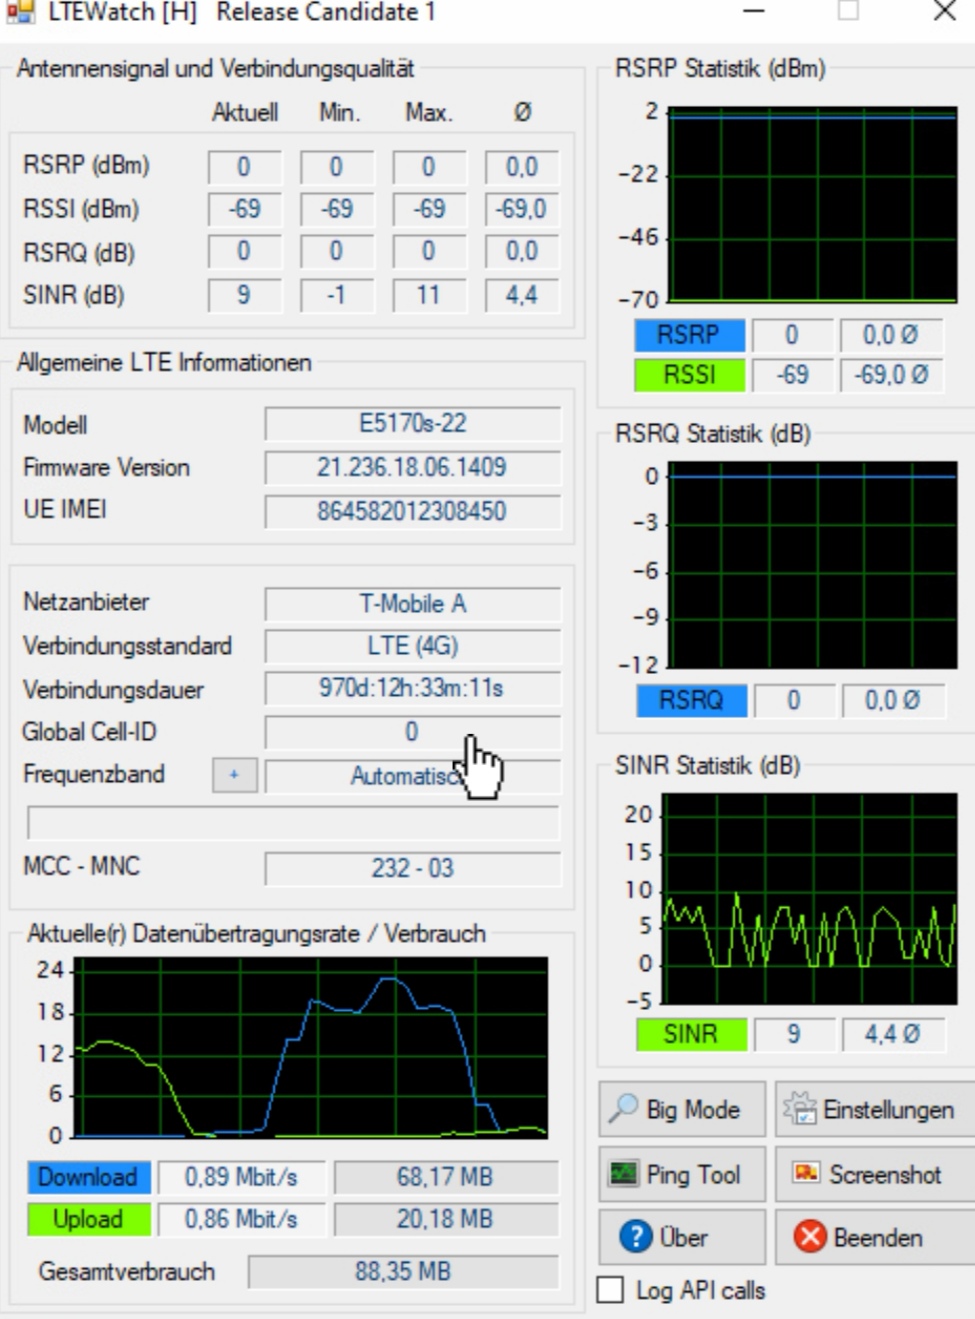 LTEWatch [H] Release Candidate 1
Antennensignal und Verbindungsqualität
Aktuell Min. Max. Ø
RSRP (dBm) 0 0 0 0,0
RSSI (dBm) -69 -69 -69 -69,0
RSRQ (dB) 0 0 0 0,0
SINR (dB) 9 -1 11 4,4
Allgemeine LTE Informationen
Modell E5170s-22
Firmware Version 21.236.18.06.1409
UE IMEI 864582012308450
Netzanbieter T-Mobile A
Verbindungsstandard LTE (4G)
Verbindungsdauer 970d:12h:33m:11s
Global Cell-ID 0
Frequenzband + Automatisc
MCC - MNC 232 - 03
Aktuelle(r) Datenübertragungsrate / Verbrauch
24
18
12
6
0
Download 0,89 Mbit/s 68,17 MB
Upload 0,86 Mbit/s 20,18 MB
Gesamtverbrauch 88,35 MB
RSRP Statistik (dBm)
2
-22
-46
-70
RSRP 0 0,0 Ø
RSSI -69 -69,0 Ø
RSRQ Statistik (dB)
0
-3
-6
-9
-12
RSRQ 0 0,0 Ø
SINR Statistik (dB)
20
15
10
5
0
-5
SINR 9 4,4 Ø
Big Mode Einstellungen
Ping Tool Screenshot
Über Beenden
Log API calls